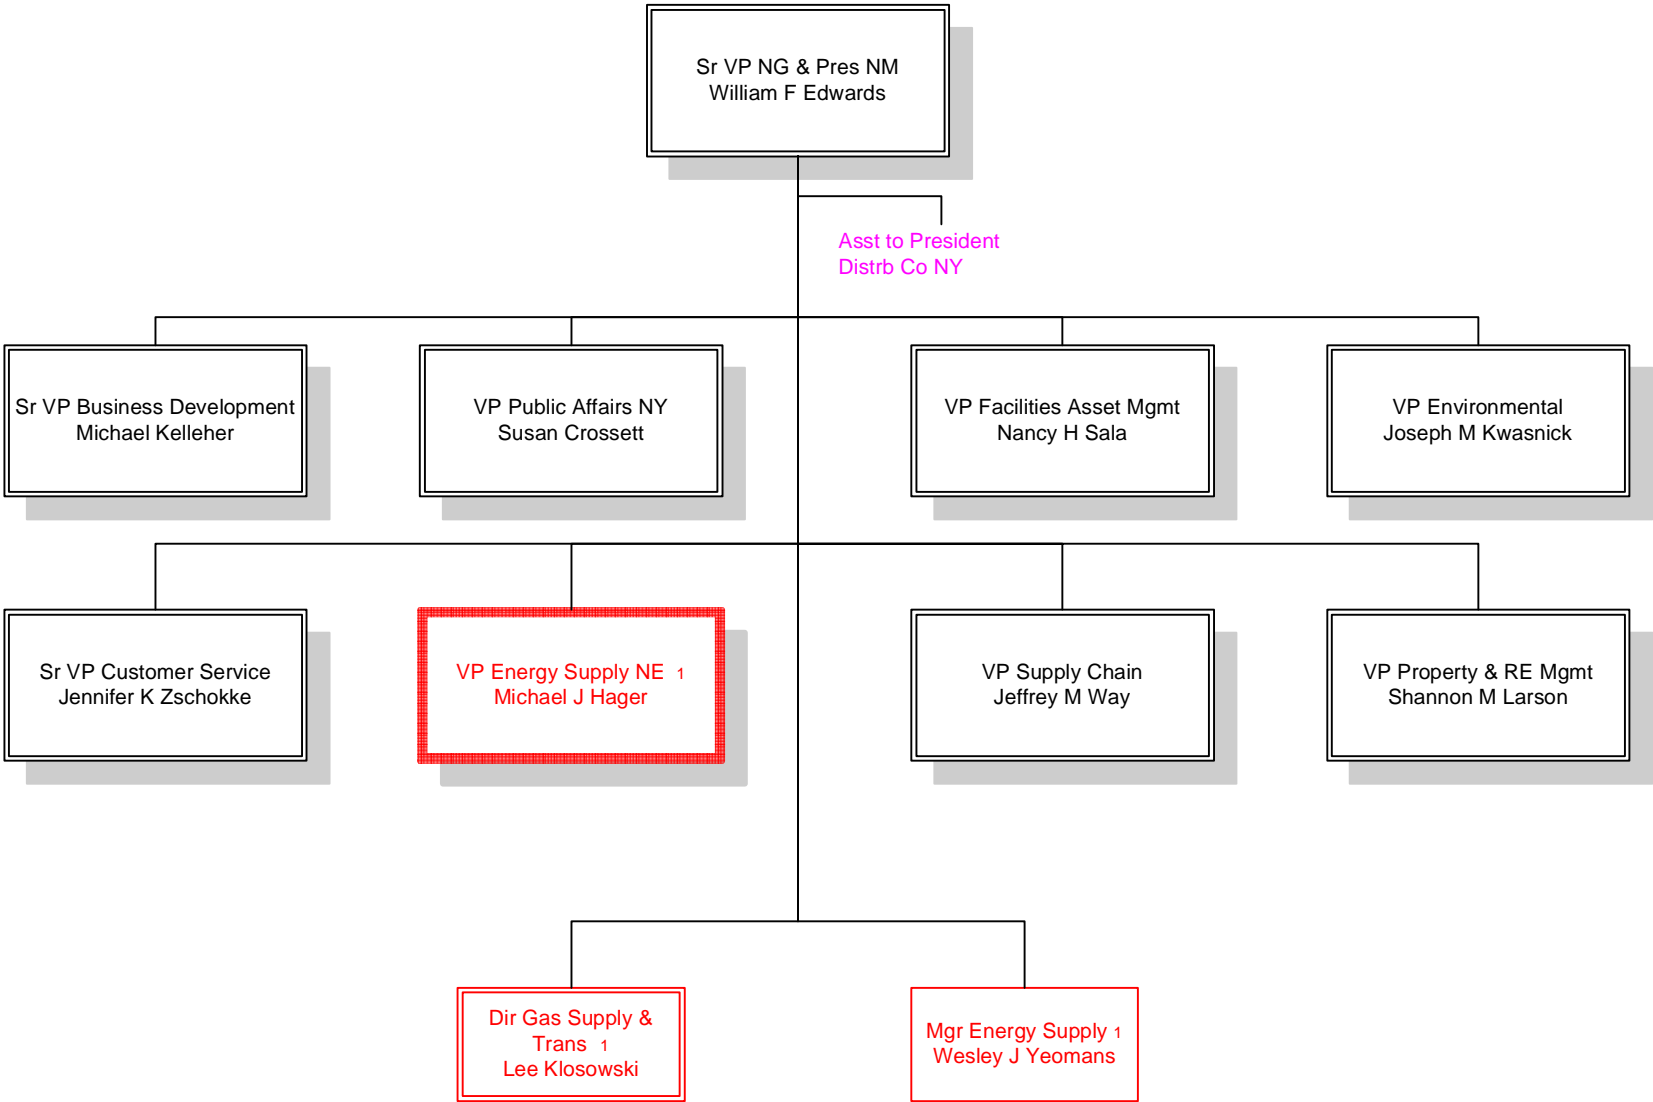 Sr VP NG & Pres NM
William F Edwards
Asst to President
Distrb Co NY
Sr VP Business Development
Michael Kelleher
VP Public Affairs NY
Susan Crossett
VP Facilities Asset Mgmt
Nancy H Sala
VP Environmental
Joseph M Kwasnick
Sr VP Customer Service
Jennifer K Zschokke
VP Energy Supply NE 1
Michael J Hager
VP Supply Chain
Jeffrey M Way
VP Property & RE Mgmt
Shannon M Larson
Dir Gas Supply &
Trans 1
Lee Klosowski
Mgr Energy Supply 1
Wesley J Yeomans